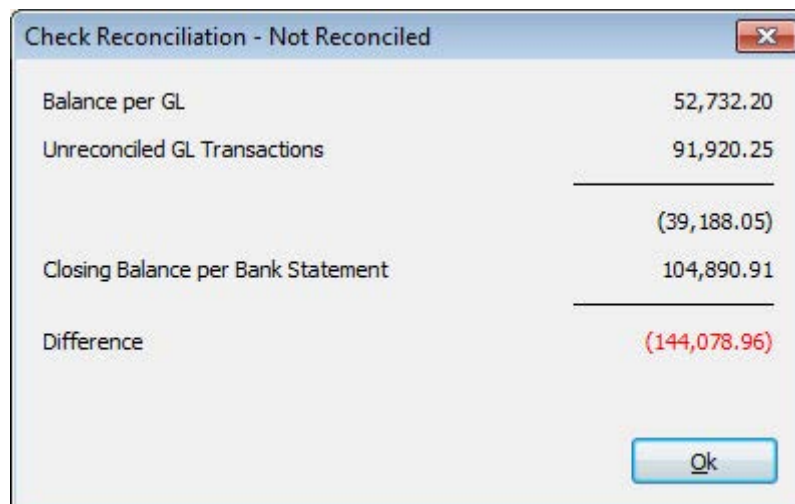 Check Reconciliation - Not Reconciled
Balance per GL 52,732.20
Unreconciled GL Transactions 91,920.25
(39,188.05)
Closing Balance per Bank Statement 104,890.91
Difference (144,078.96)
Ok